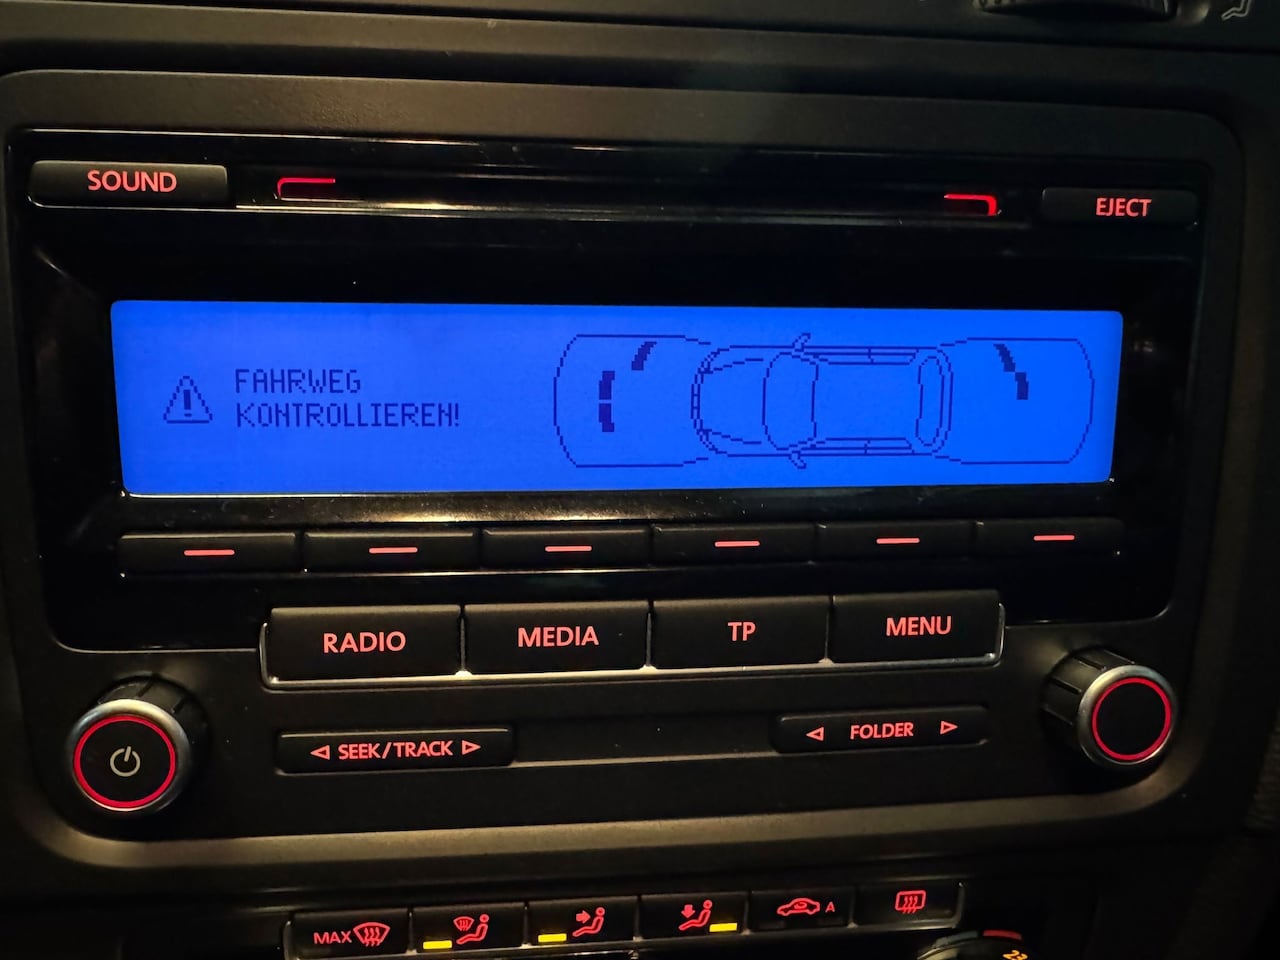 SOUND
EJECT
FAHRWEG
KONTROLLIEREN!
RADIO
MEDIA
TP
MENU
SEEK/TRACK
FOLDER
MAX
A